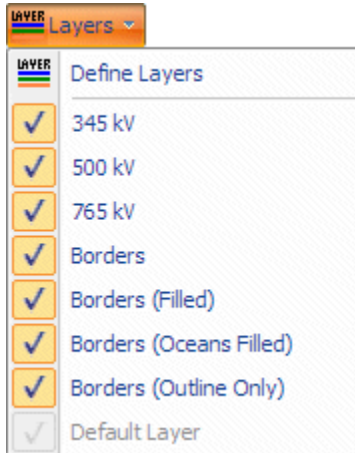 LAYER Layers
LAYER Define Layers
345 kV
500 kV
765 kV
Borders
Borders (Filled)
Borders (Oceans Filled)
Borders (Outline Only)
Default Layer